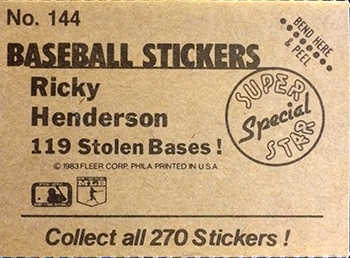 No. 144
BEND HERE
& PEEL
BASEBALL STICKERS
Ricky
Henderson
119 Stolen Bases !
SUPER
Special
STAR
© 1983 FLEER CORP. PHILA. PRINTED IN U.S.A.
Collect all 270 Stickers !